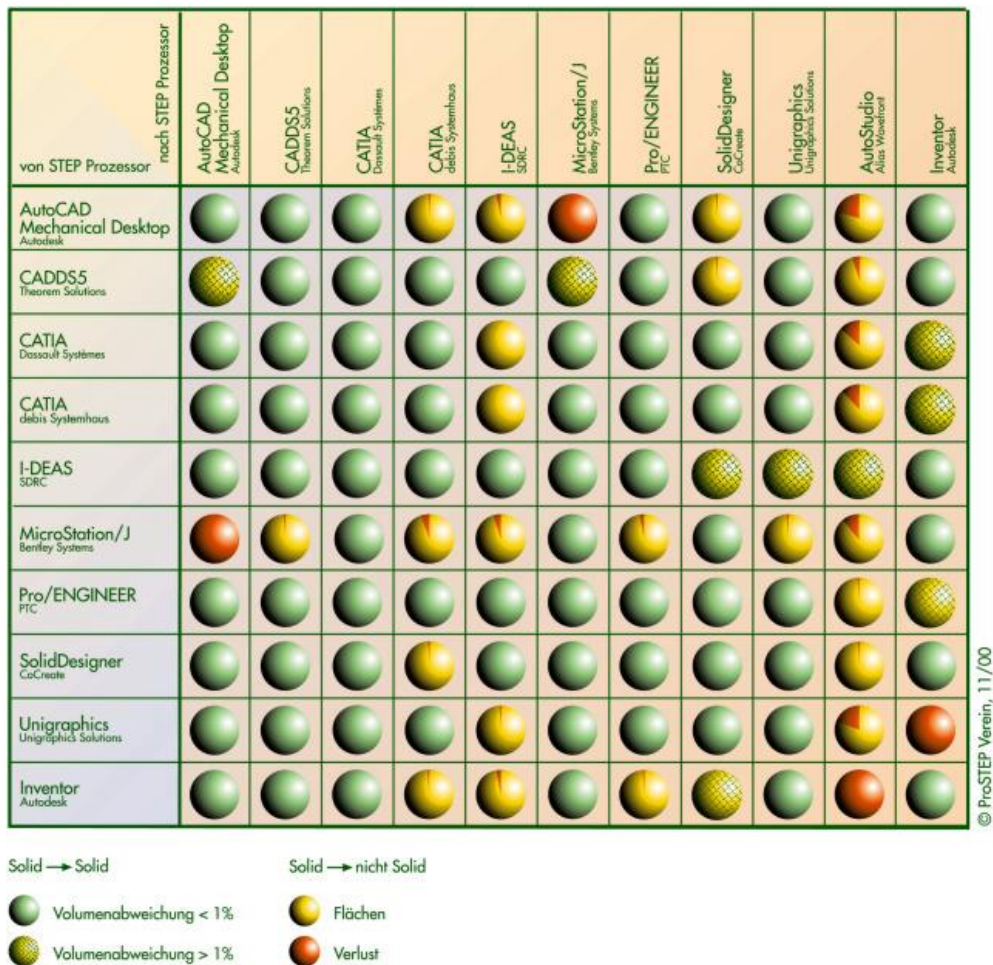 nach STEP Prozessor
von STEP Prozessor
AutoCAD
Mechanical Desktop
Autodesk
CADDS5
Theorem Solutions
CATIA
Dassault Systèmes
CATIA
debis Systemhaus
I-DEAS
SDRC
MicroStation/J
Bentley Systems
Pro/ENGINEER
PTC
SolidDesigner
CoCreate
Unigraphics
Unigraphics Solutions
AutoStudio
Alias Wavefront
Inventor
Autodesk
AutoCAD
Mechanical Desktop
Autodesk
CADDS5
Theorem Solutions
CATIA
Dassault Systèmes
CATIA
debis Systemhaus
I-DEAS
SDRC
MicroStation/J
Bentley Systems
Pro/ENGINEER
PTC
SolidDesigner
CoCreate
Unigraphics
Unigraphics Solutions
Inventor
Autodesk
© ProSTEP Verein, 11/00
Solid → Solid
Solid → nicht Solid
Volumenabweichung < 1%
Flächen
Volumenabweichung > 1%
Verlust